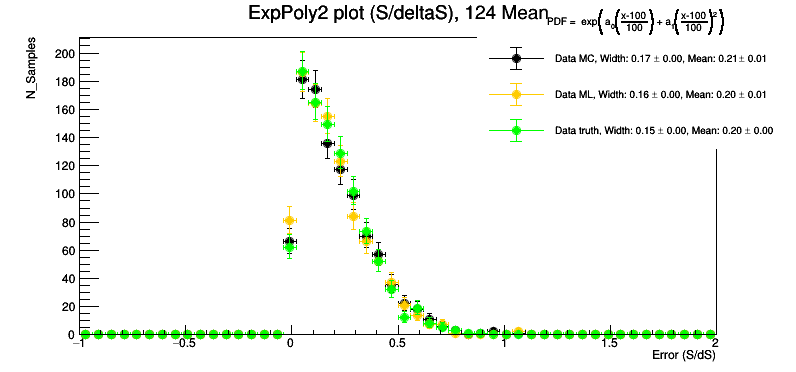 ExpPoly2 plot (S/deltaS), 124 Mean
PDF = exp(a₀(x-100/100) + a₁(x-100/100)²)
Data MC, Width: 0.17 ± 0.00, Mean: 0.21± 0.01
Data ML, Width: 0.16 ± 0.00, Mean: 0.20 ± 0.01
Data truth, Width: 0.15 ± 0.00, Mean: 0.20 ± 0.00
N_Samples
200
180
160
140
120
100
80
60
40
20
0
−1 −0.5 0 0.5 1 1.5 2
Error (S/dS)